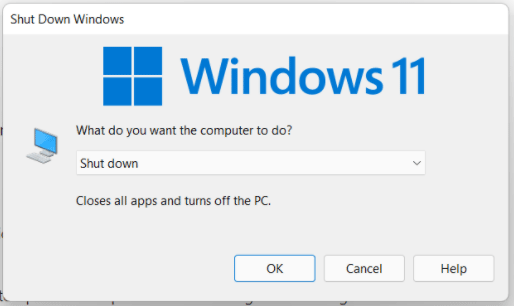 Shut Down Windows
Windows 11
What do you want the computer to do?
Shut down
Closes all apps and turns off the PC.
OK Cancel Help